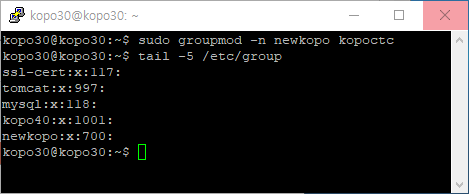 kopo30@kopo30: ~
kopo30@kopo30:~$ sudo groupmod -n newkopo kopoctc
kopo30@kopo30:~$ tail -5 /etc/group
ssl-cert:x:117:
tomcat:x:997:
mysql:x:118:
kopo40:x:1001:
newkopo:x:700:
kopo30@kopo30:~$